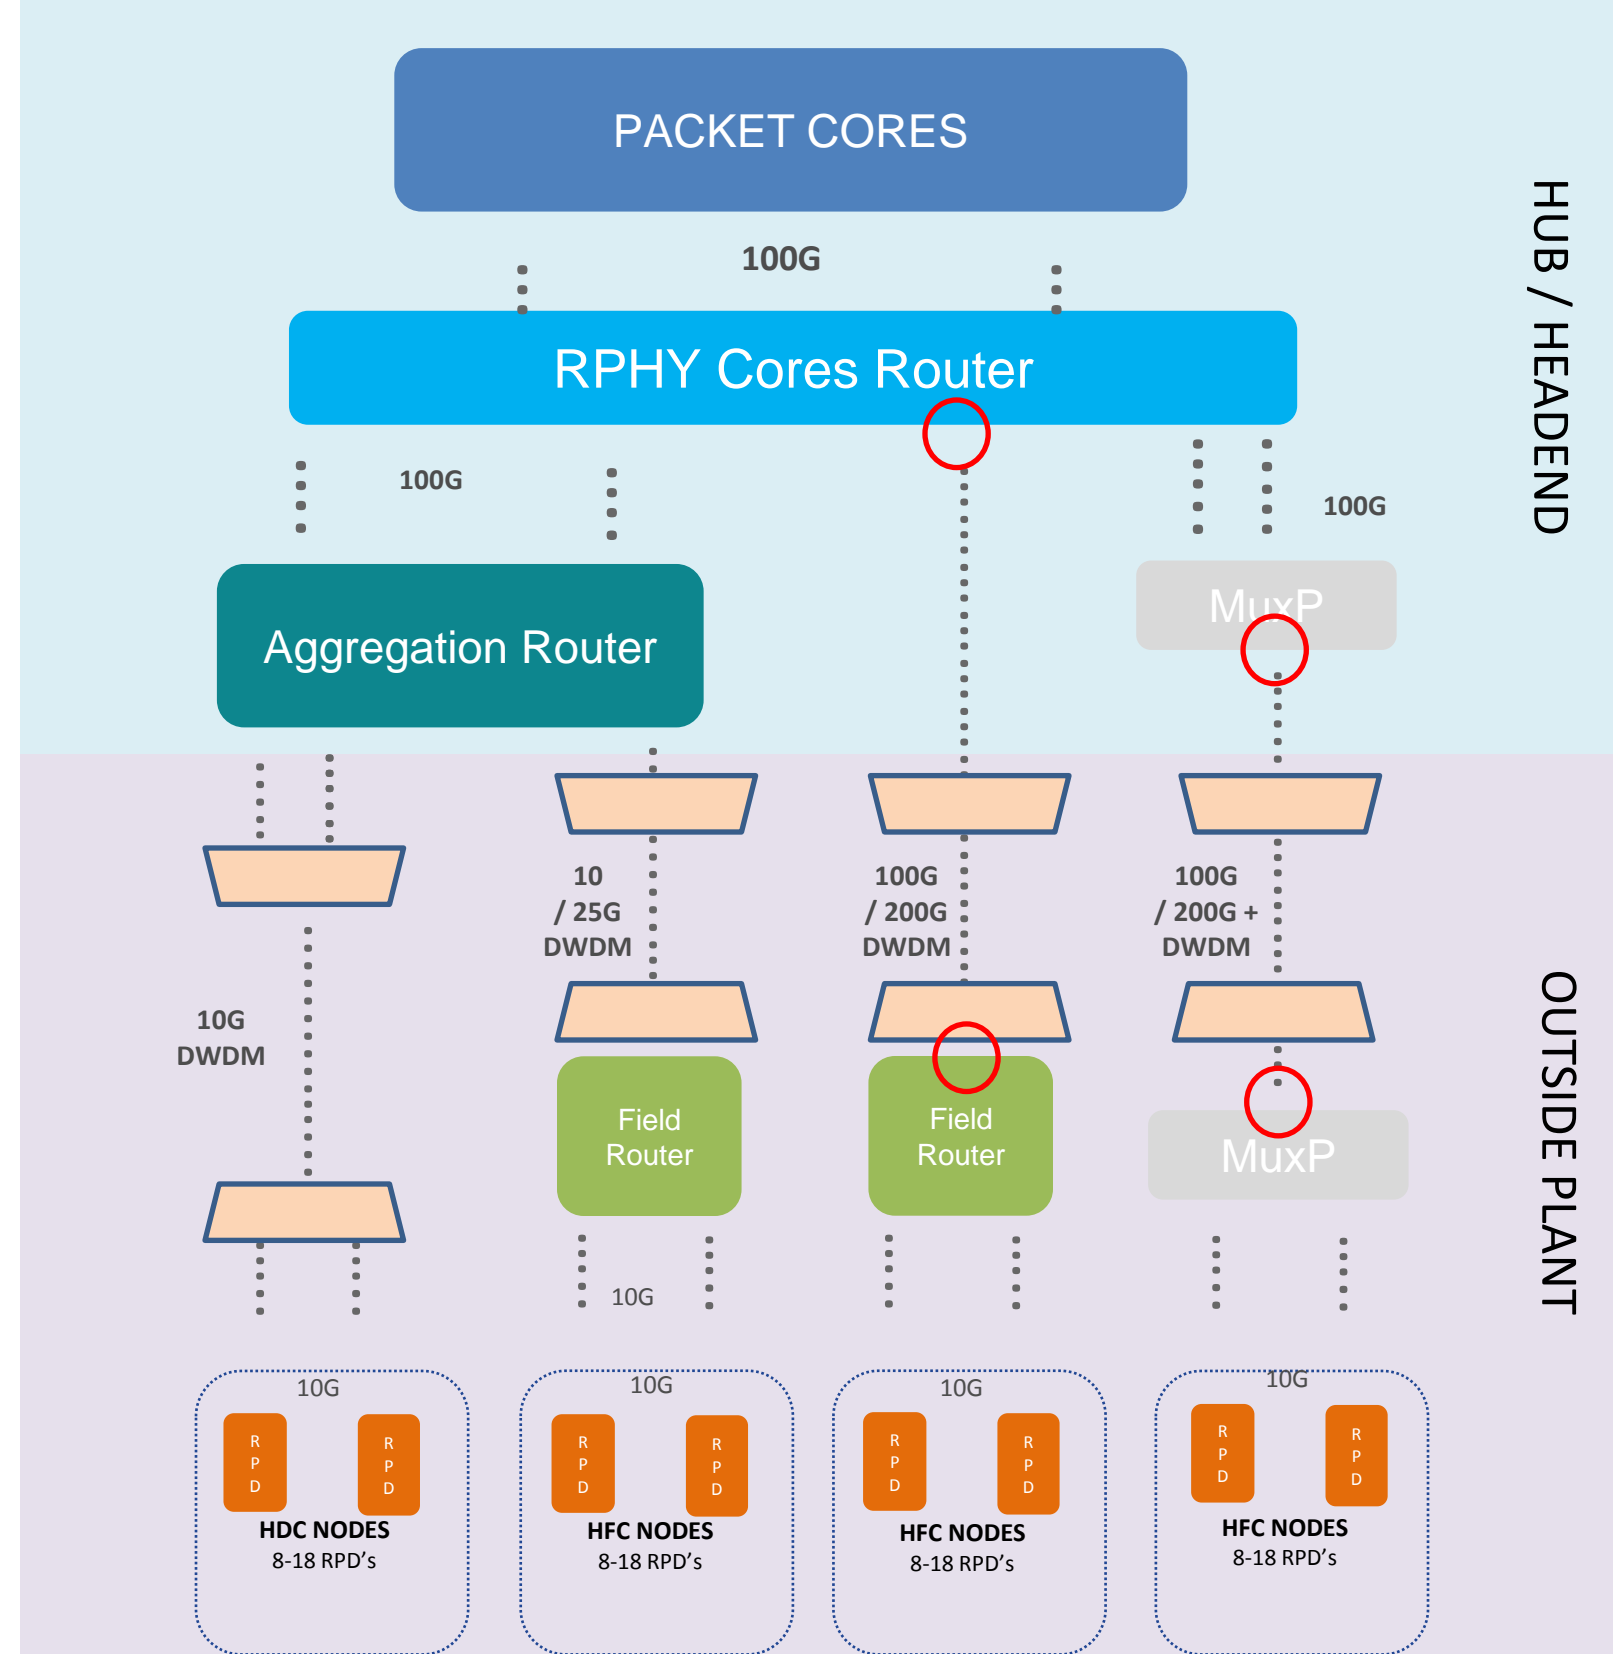 PACKET CORES
100G
RPHY Cores Router
HUB / HEADEND
100G
100G
MuxP
Aggregation Router
10
/ 25G
DWDM
100G
/ 200G
DWDM
100G
/ 200G +
DWDM
10G
DWDM
OUTSIDE PLANT
Field
Router
Field
Router
MuxP
10G
10G
R
P
D
R
P
D
HDC NODES
8-18 RPD's
10G
R
P
D
R
P
D
HFC NODES
8-18 RPD's
10G
R
P
D
R
P
D
HFC NODES
8-18 RPD's
10G
R
P
D
R
P
D
HFC NODES
8-18 RPD's